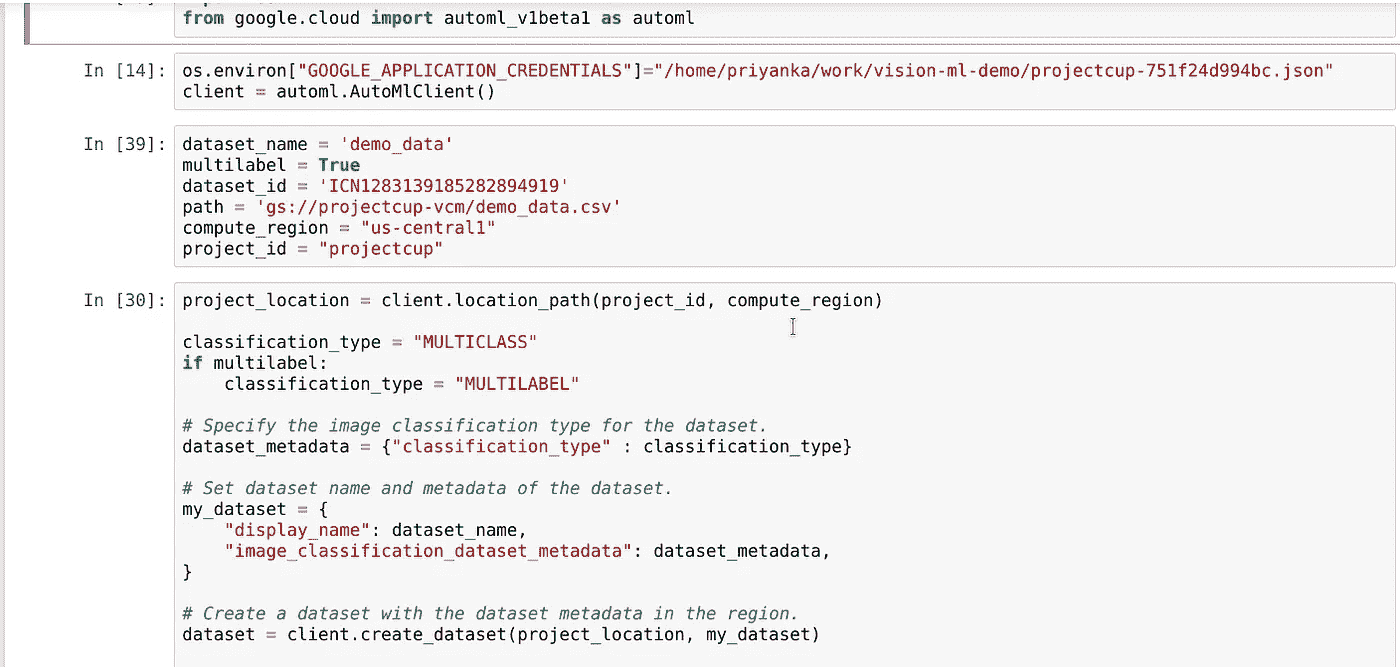 from google.cloud import automl_v1beta1 as automl
In [14]: os.environ["GOOGLE_APPLICATION_CREDENTIALS"]="/home/priyanka/work/vision-ml-demo/projectcup-751f24d994bc.json"
client = automl.AutoMlClient()
In [39]: dataset_name = 'demo_data'
multilabel = True
dataset_id = 'ICN1283139185282894919'
path = 'gs://projectcup-vcm/demo_data.csv'
compute_region = "us-central1"
project_id = "projectcup"
In [30]: project_location = client.location_path(project_id, compute_region)
classification_type = "MULTICLASS"
if multilabel:
    classification_type = "MULTILABEL"
# Specify the image classification type for the dataset.
dataset_metadata = {"classification_type" : classification_type}
# Set dataset name and metadata of the dataset.
my_dataset = {
    "display_name": dataset_name,
    "image_classification_dataset_metadata": dataset_metadata,
}
# Create a dataset with the dataset metadata in the region.
dataset = client.create_dataset(project_location, my_dataset)